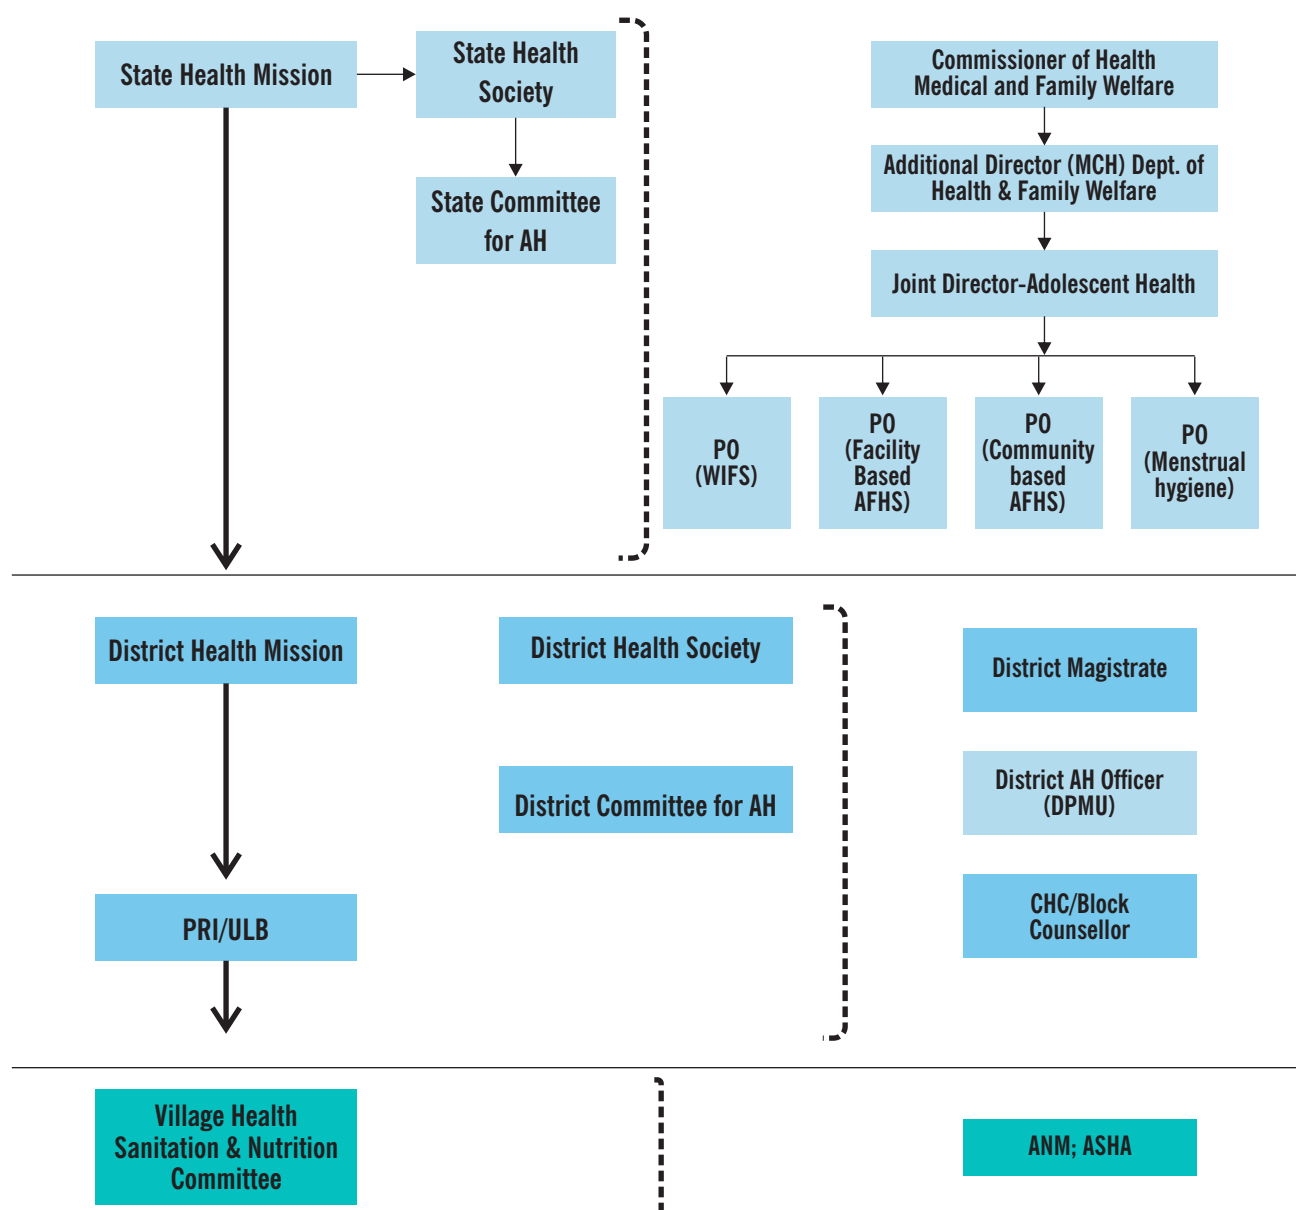 State Health Mission
State Health
Society
State Committee
for AH
Commissioner of Health
Medical and Family Welfare
Additional Director (MCH) Dept. of
Health & Family Welfare
Joint Director-Adolescent Health
PO
(WIFS)
PO
(Facility
Based
AFHS)
PO
(Community
based
AFHS)
PO
(Menstrual
hygiene)
District Health Mission
District Health Society
District Committee for AH
PRI/ULB
District Magistrate
District AH Officer
(DPMU)
CHC/Block
Counsellor
Village Health
Sanitation & Nutrition
Committee
ANM; ASHA